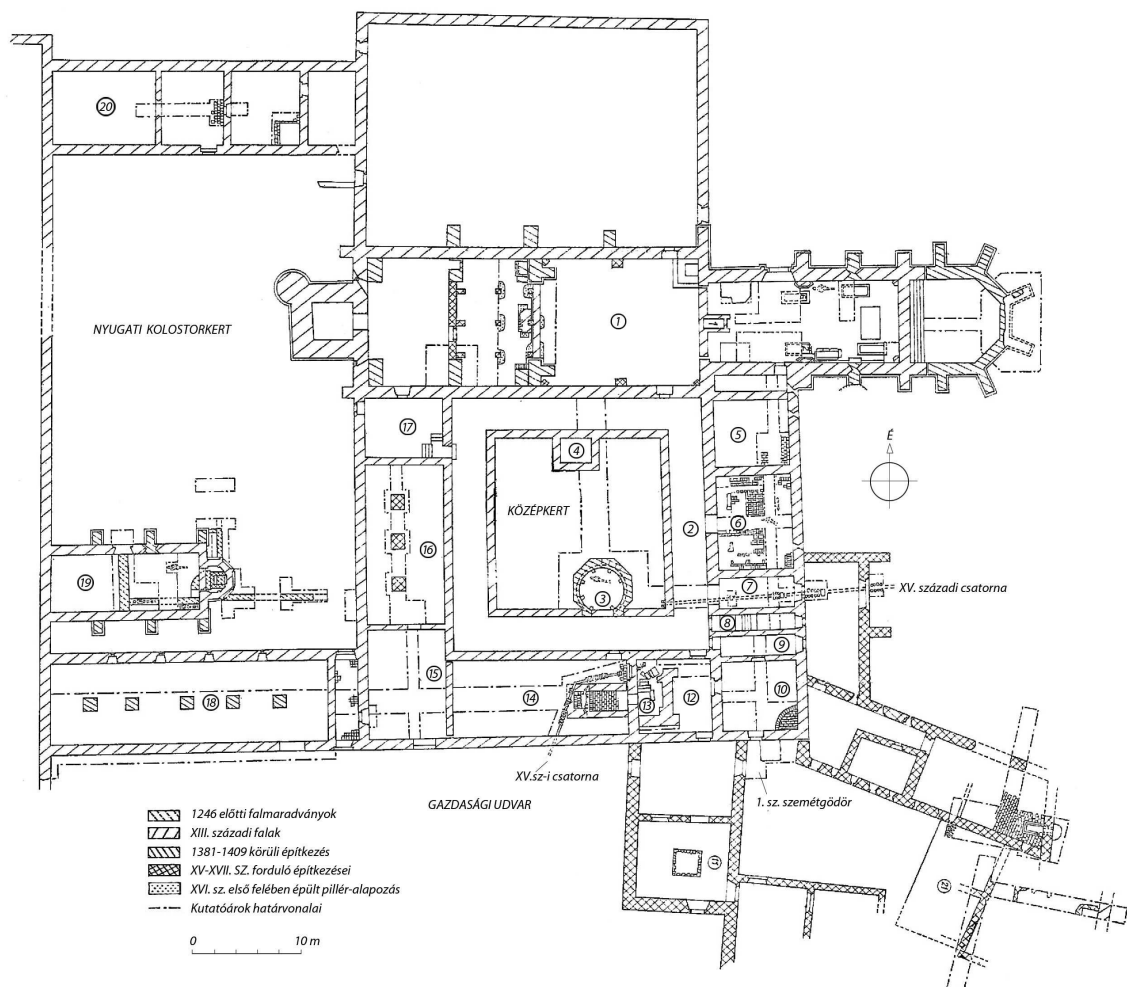 20
NYUGATI KOLOSTORKERT
1
17
4
5
É
KÖZÉPKERT
2
6
16
19
3
7
XV. századi csatorna
8
9
15
14
13
12
10
18
XV.sz-i csatorna
GAZDASÁGI UDVAR
1. sz. szemétgödör
11
1246 előtti falmaradványok
XIII. századi falak
1381-1409 körüli építkezés
XV-XVII. SZ. forduló építkezései
XVI. sz. első felében épült pillér-alapozás
Kutatóárok határvonalai
0 10 m